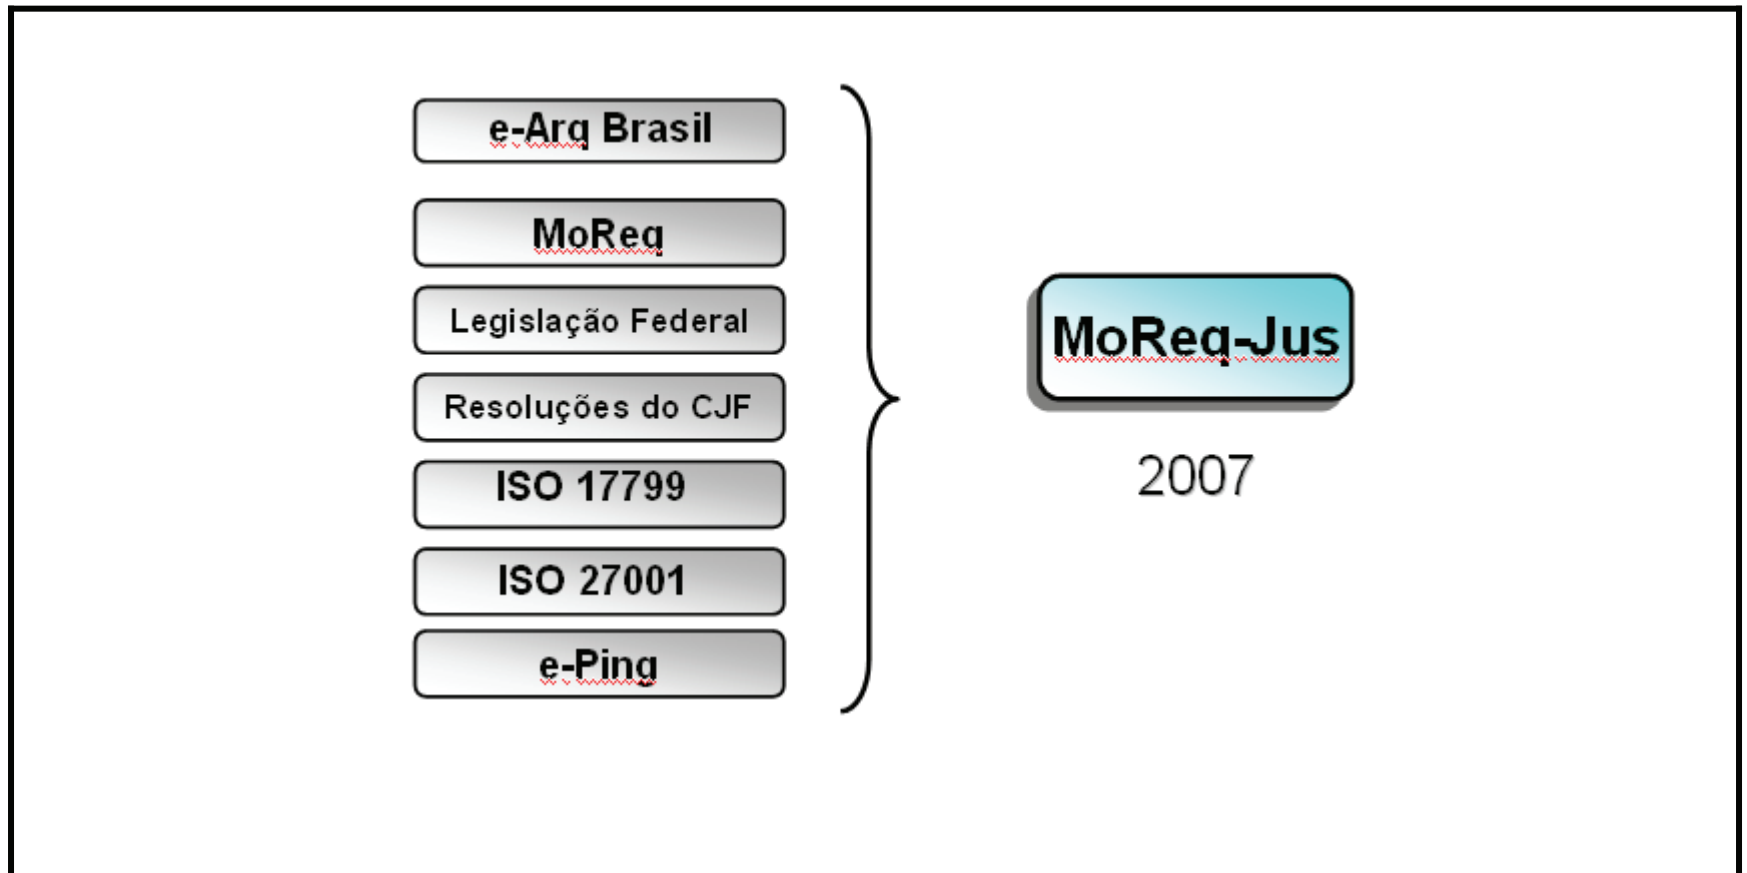 e-Arq Brasil
MoReq
Legislação Federal
Resoluções do CJF
ISO 17799
ISO 27001
e-Ping
MoReq-Jus
2007